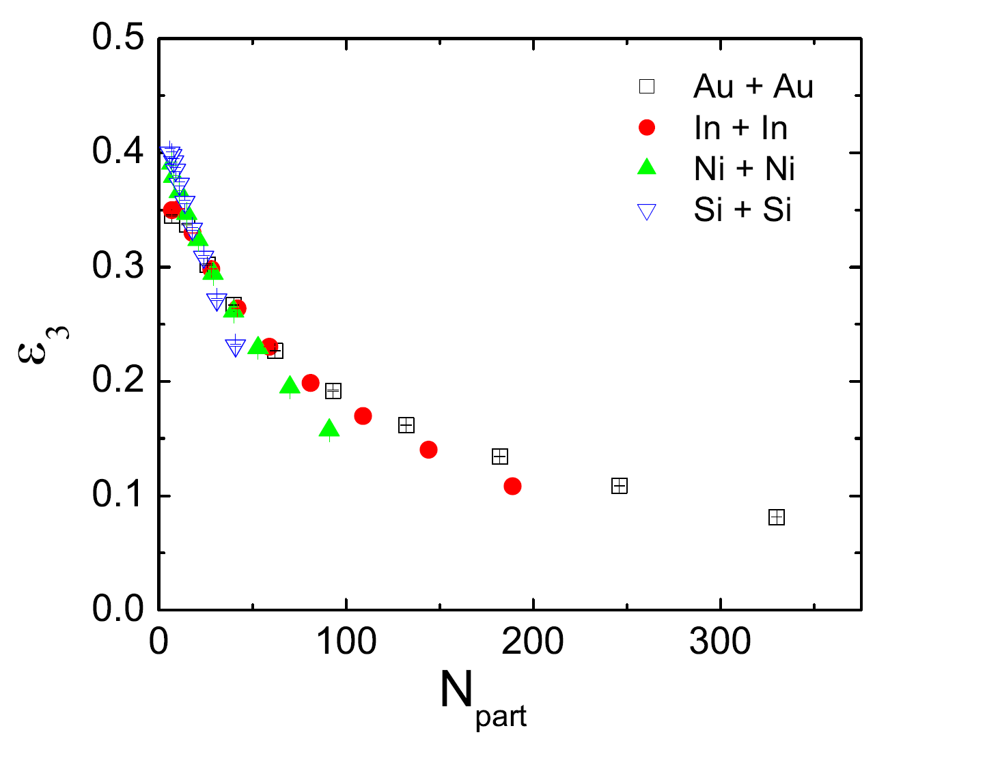 0.5
0.4
0.3
0.2
0.1
0.0
ε3
Au + Au
In + In
Ni + Ni
Si + Si
0 100 200 300
Npart